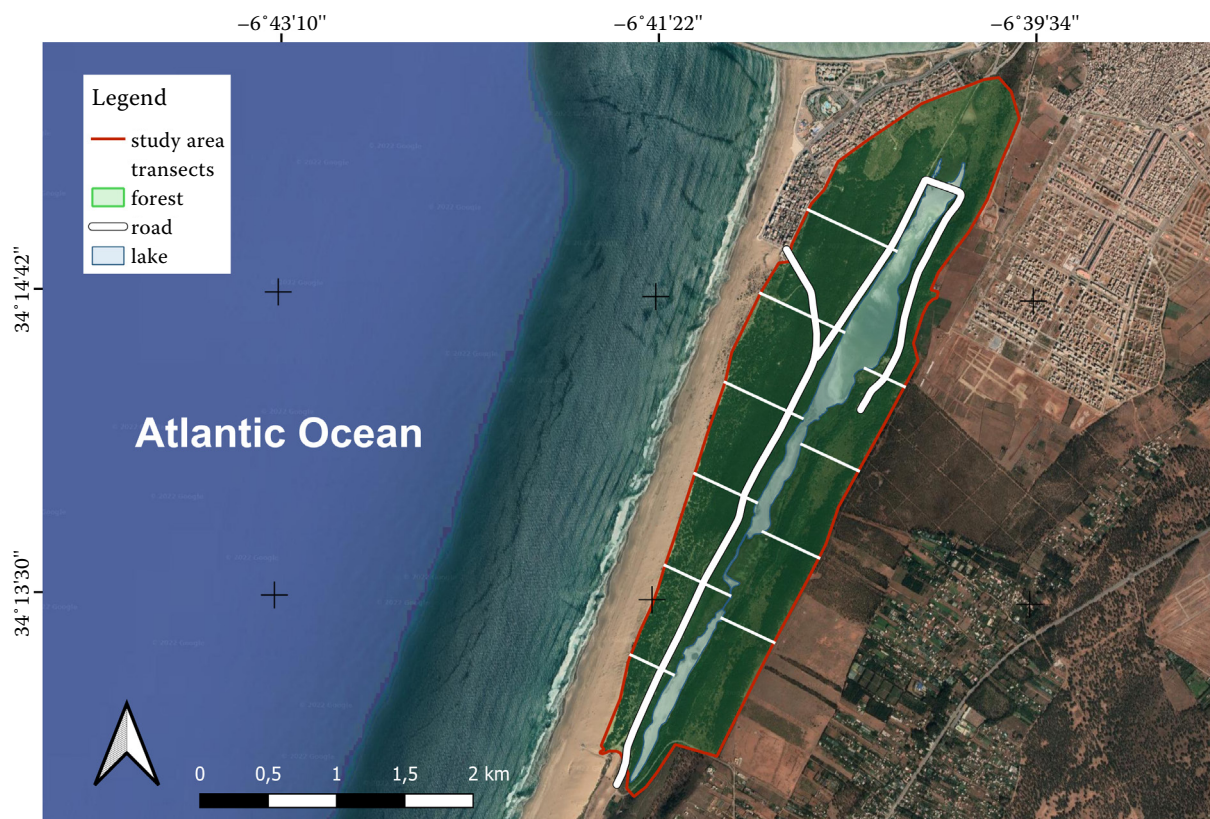 −6°43'10"
−6°41'22"
−6°39'34"
Legend
study area
transects
forest
road
lake
34°14'42"
Atlantic Ocean
34°13'30"
0 0,5 1 1,5 2 km